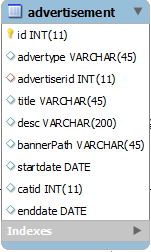 advertisement
id INT(11)
advertype VARCHAR(45)
advertiserid INT(11)
title VARCHAR(45)
desc VARCHAR(200)
bannerPath VARCHAR(45)
startdate DATE
catid INT(11)
enddate DATE
Indexes